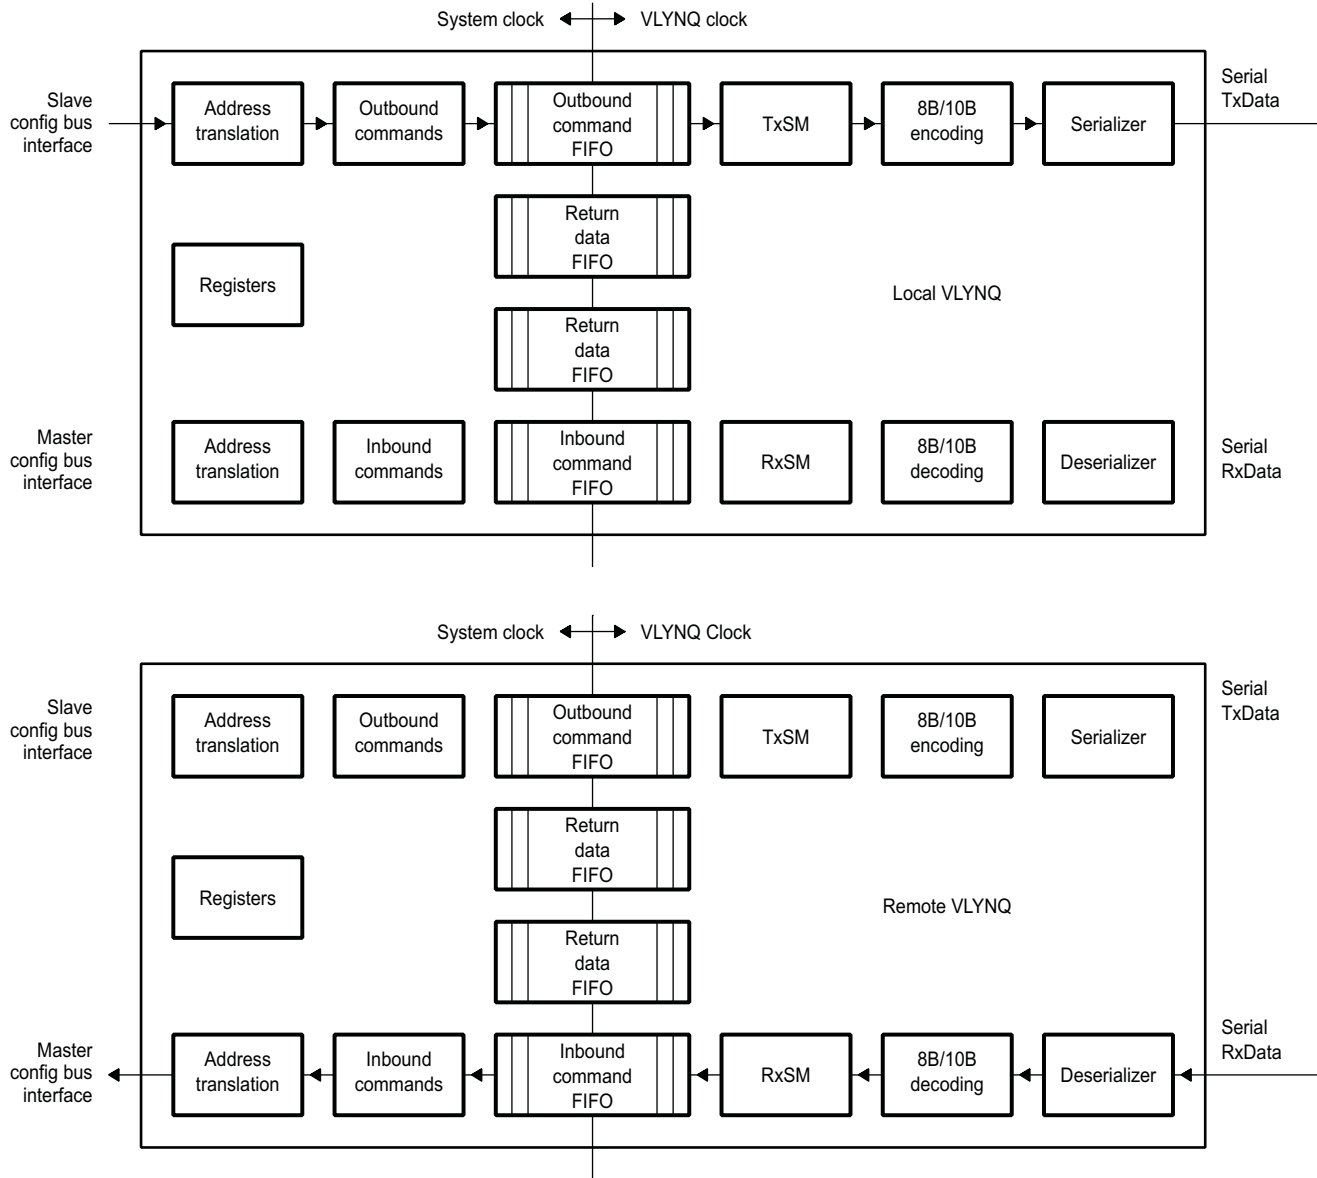 System clock
VLYNQ clock
Slave
config bus
interface
Address
translation
Outbound
commands
Outbound
command
FIFO
TxSM
8B/10B
encoding
Serializer
Serial
TxData
Return
data
FIFO
Registers
Local VLYNQ
Return
data
FIFO
Master
config bus
interface
Address
translation
Inbound
commands
Inbound
command
FIFO
RxSM
8B/10B
decoding
Deserializer
Serial
RxData
System clock
VLYNQ Clock
Slave
config bus
interface
Address
translation
Outbound
commands
Outbound
command
FIFO
TxSM
8B/10B
encoding
Serializer
Serial
TxData
Return
data
FIFO
Registers
Remote VLYNQ
Return
data
FIFO
Master
config bus
interface
Address
translation
Inbound
commands
Inbound
command
FIFO
RxSM
8B/10B
decoding
Deserializer
Serial
RxData